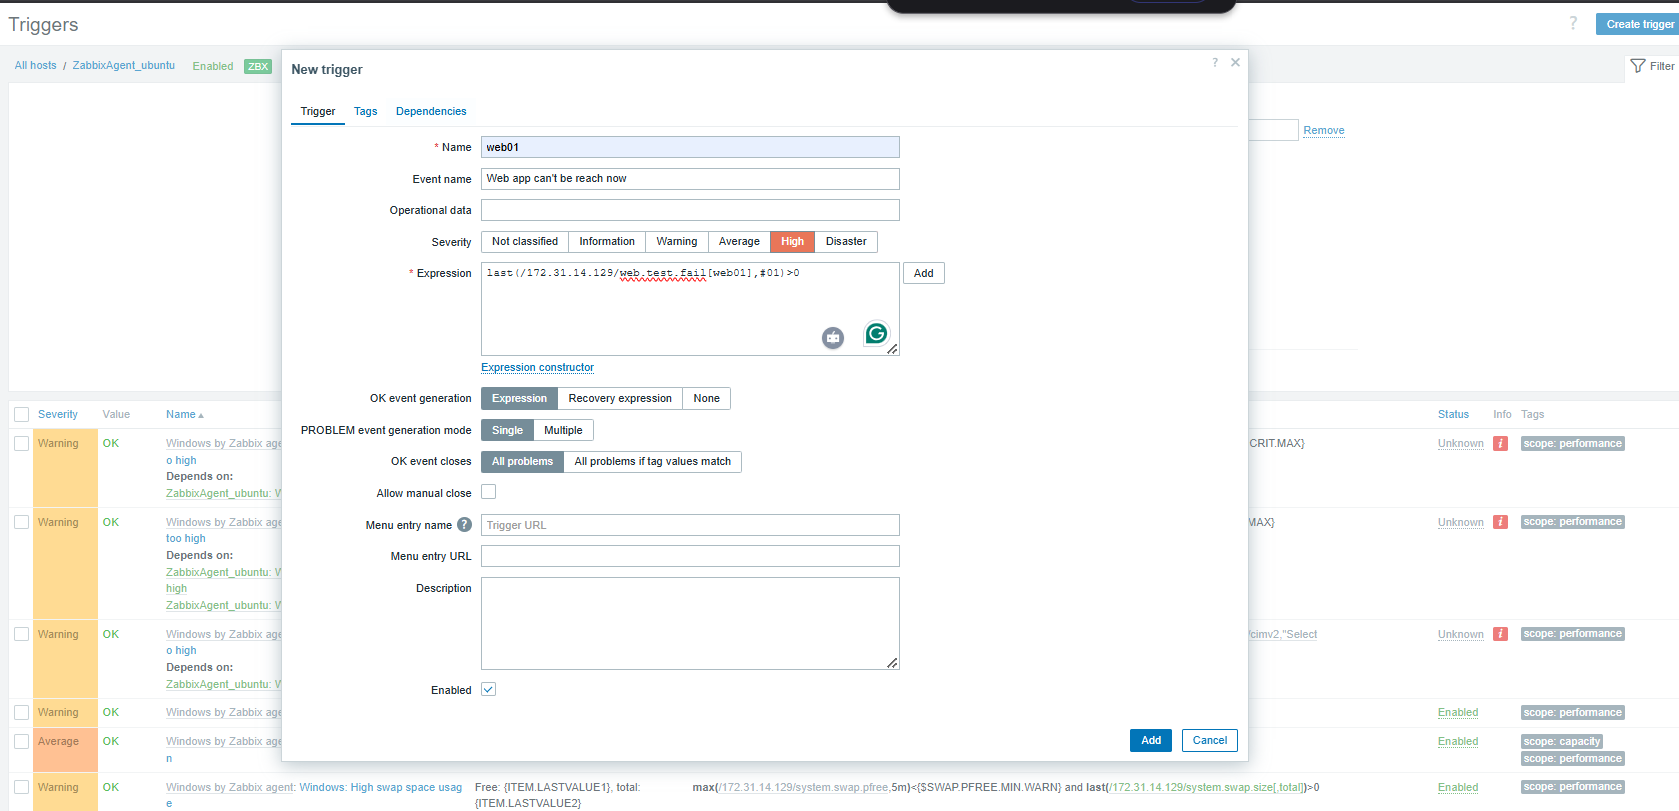 Triggers
? Create trigger
All hosts / ZabbixAgent_ubuntu Enabled ZBX
Filter
New trigger
?
Trigger Tags Dependencies
Remove
* Name web01
Event name Web app can't be reach now
Operational data
Severity Not classified Information Warning Average High Disaster
* Expression last(/172.31.14.129/web.test.fail[web01],#01)>0 Add
Expression constructor
OK event generation Expression Recovery expression None
PROBLEM event generation mode Single Multiple
OK event closes All problems All problems if tag values match
Allow manual close
Menu entry name ? Trigger URL
Menu entry URL
Description
Enabled
Add Cancel
Severity Value Name Status Info Tags
Warning OK Windows by Zabbix age CRIT.MAX} Unknown i scope: performance
o high
Depends on:
ZabbixAgent_ubuntu: W
Warning OK Windows by Zabbix age MAX} Unknown i scope: performance
too high
Depends on:
ZabbixAgent_ubuntu: W
high
ZabbixAgent_ubuntu: W
Warning OK Windows by Zabbix age /cimv2,"Select Unknown i scope: performance
o high
Depends on:
ZabbixAgent_ubuntu: W
Warning OK Windows by Zabbix age Enabled scope: performance
Average OK Windows by Zabbix age Enabled scope: capacity
n scope: performance
Warning OK Windows by Zabbix agent: Windows: High swap space usag Free: {ITEM.LASTVALUE1}, total: max(/172.31.14.129/system.swap.pfree,5m)<{$SWAP.PFREE.MIN.WARN} and last(/172.31.14.129/system.swap.size[,total])>0 Enabled scope: performance
e {ITEM.LASTVALUE2}